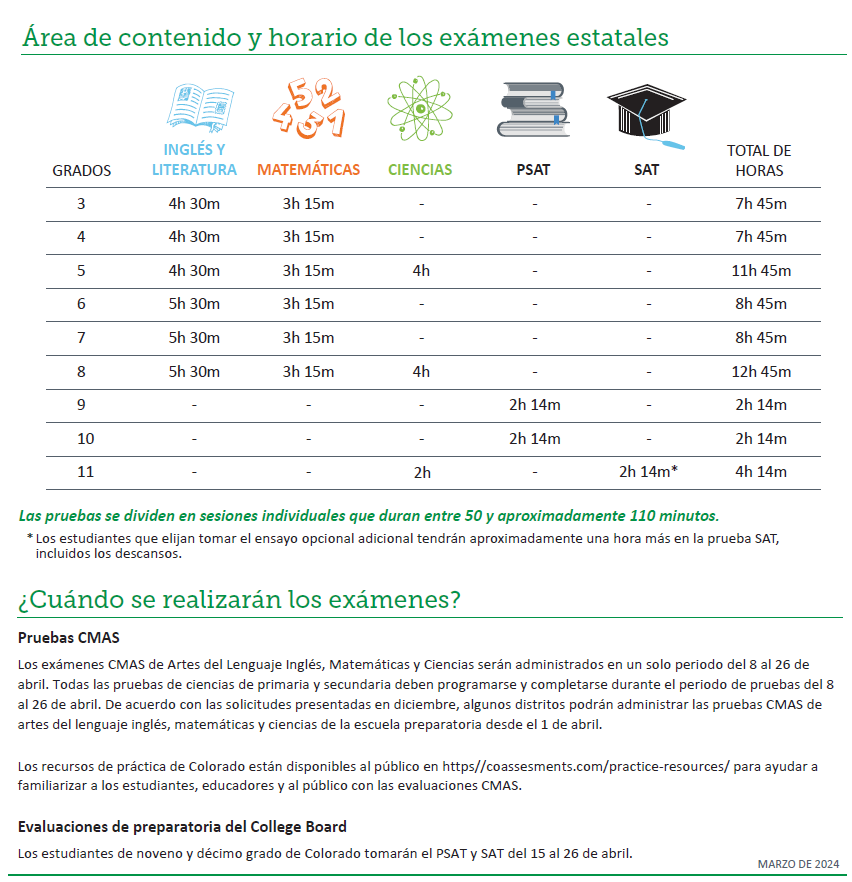 Área de contenido y horario de los exámenes estatales
GRADOS INGLÉS Y LITERATURA MATEMÁTICAS CIENCIAS PSAT SAT TOTAL DE HORAS
3 4h 30m 3h 15m - - - 7h 45m
4 4h 30m 3h 15m - - - 7h 45m
5 4h 30m 3h 15m 4h - - 11h 45m
6 5h 30m 3h 15m - - - 8h 45m
7 5h 30m 3h 15m - - - 8h 45m
8 5h 30m 3h 15m 4h - - 12h 45m
9 - - - 2h 14m - 2h 14m
10 - - - 2h 14m - 2h 14m
11 - - 2h - 2h 14m* 4h 14m
Las pruebas se dividen en sesiones individuales que duran entre 50 y aproximadamente 110 minutos.
* Los estudiantes que elijan tomar el ensayo opcional adicional tendrán aproximadamente una hora más en la prueba SAT,
incluidos los descansos.
¿Cuándo se realizarán los exámenes?
Pruebas CMAS
Los exámenes CMAS de Artes del Lenguaje Inglés, Matemáticas y Ciencias serán administrados en un solo periodo del 8 al 26 de
abril. Todas las pruebas de ciencias de primaria y secundaria deben programarse y completarse durante el periodo de pruebas del 8
al 26 de abril. De acuerdo con las solicitudes presentadas en diciembre, algunos distritos podrán administrar las pruebas CMAS de
artes del lenguaje inglés, matemáticas y ciencias de la escuela preparatoria desde el 1 de abril.
Los recursos de práctica de Colorado están disponibles al público en https//coassesments.com/practice-resources/ para ayudar a
familiarizar a los estudiantes, educadores y al público con las evaluaciones CMAS.
Evaluaciones de preparatoria del College Board
Los estudiantes de noveno y décimo grado de Colorado tomarán el PSAT y SAT del 15 al 26 de abril.
MARZO DE 2024